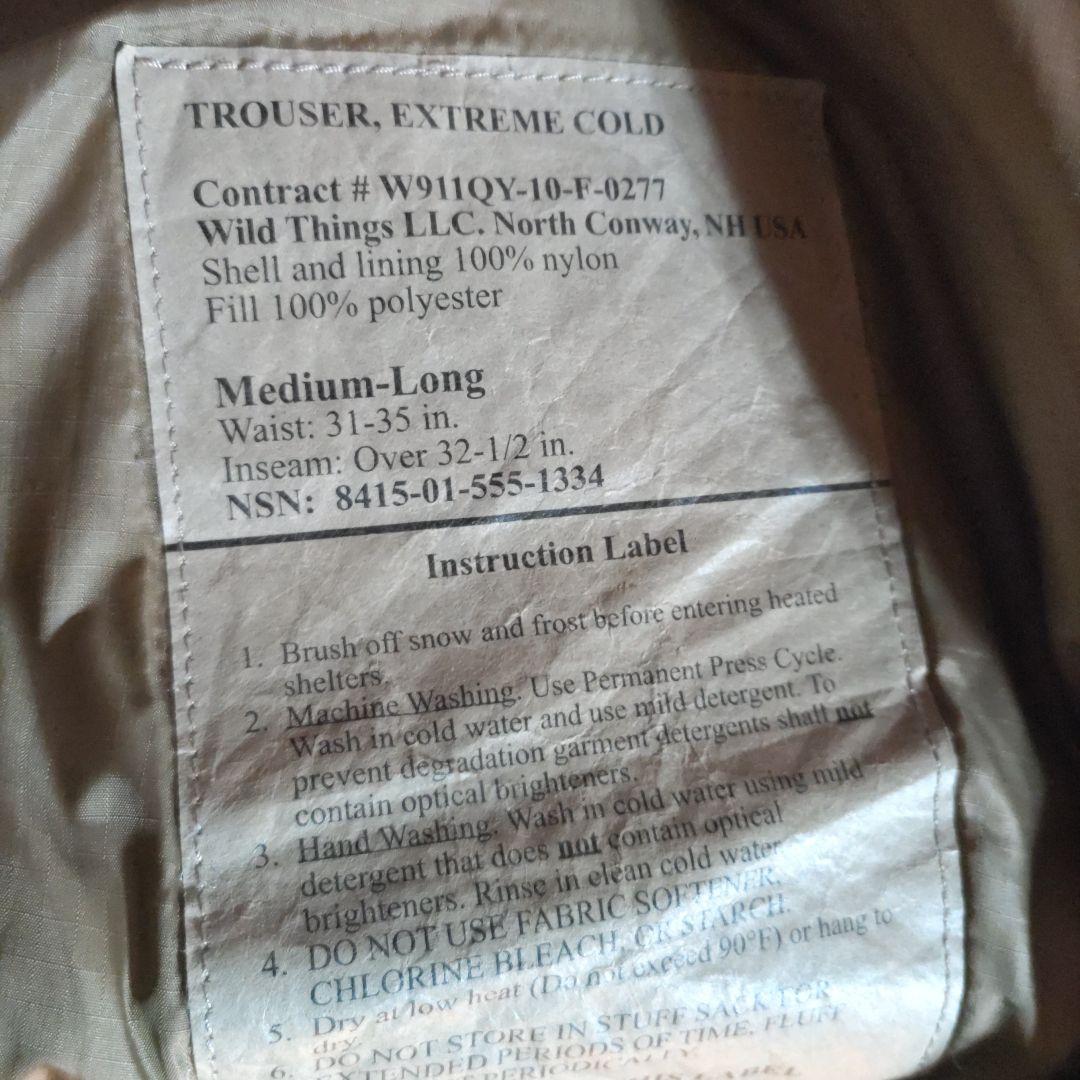 TROUSER, EXTREME COLD
Contract # W911QY-10-F-0277
Wild Things LLC. North Conway, NH USA
Shell and lining 100% nylon
Fill 100% polyester
Medium-Long
Waist: 31-35 in.
Inseam: Over 32-1/2 in.
NSN: 8415-01-555-1334
Instruction Label
1. Brush off snow and frost before entering heated
shelters.
2. Machine Washing. Use Permanent Press Cycle.
Wash in cold water and use mild detergent. To
prevent degradation garment detergents shall not
contain optical brighteners.
3. Hand Washing. Wash in cold water using mild
detergent that does not contain optical
brighteners. Rinse in clean cold water.
4. DO NOT USE FABRIC SOFTENER,
CHLORINE BLEACH, OR STARCH.
5. Dry at low heat (Do not exceed 90°F) or hang to
dry.
6. DO NOT STORE IN STUFF SACK FOR
EXTENDED PERIODS OF TIME. FLUFF
PERIODICALLY
LABEL